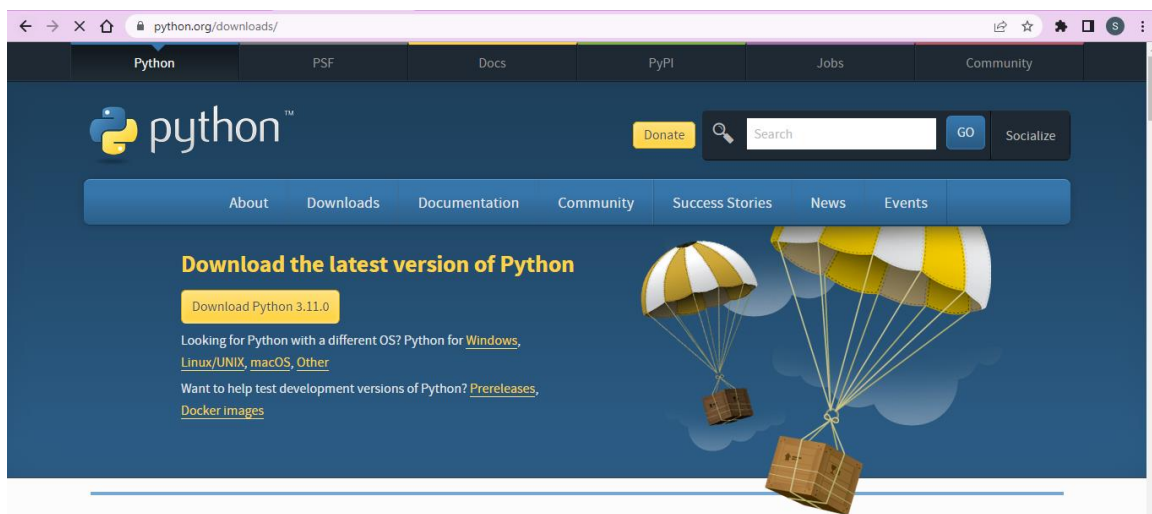 python.org/downloads/
S
Python PSF Docs PyPI Jobs Community
python™
Donate Search GO Socialize
About Downloads Documentation Community Success Stories News Events
Download the latest version of Python
Download Python 3.11.0
Looking for Python with a different OS? Python for Windows,
Linux/UNIX, macOS, Other
Want to help test development versions of Python? Prereleases,
Docker images